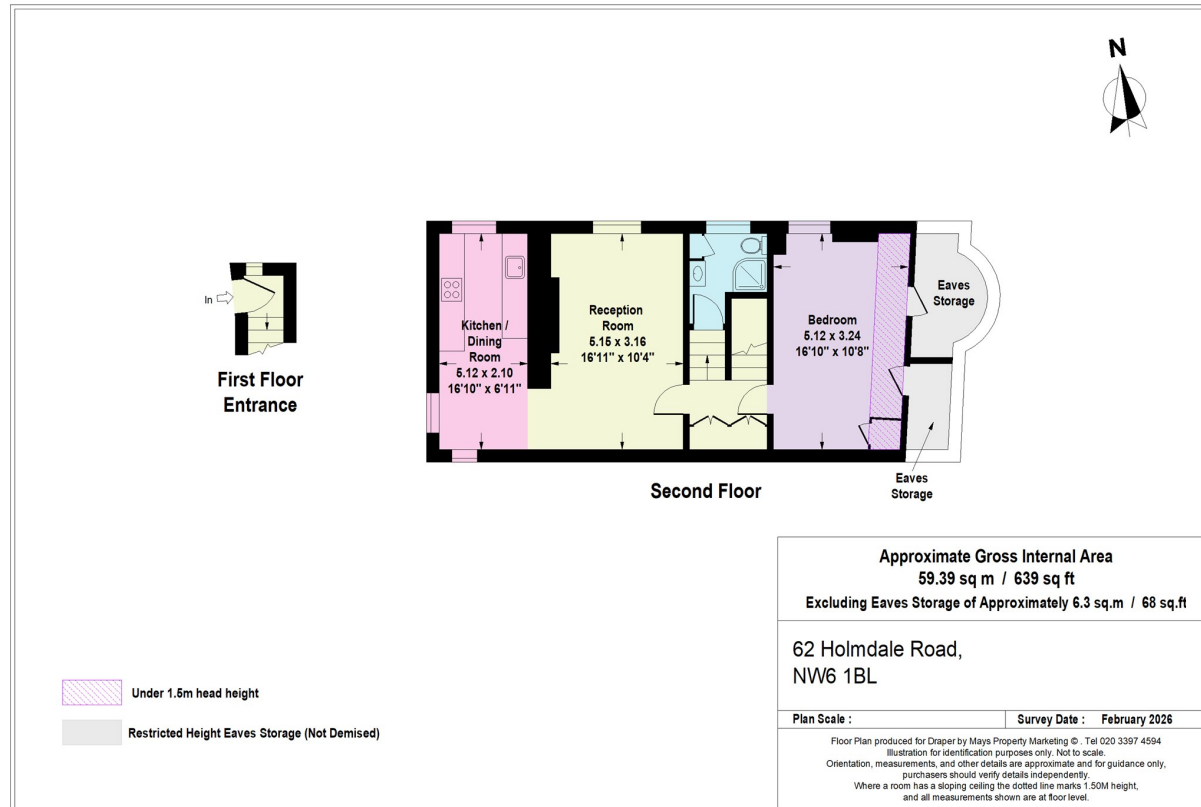 N
In
First Floor
Entrance
Kitchen /
Dining
Room
5.12 x 2.10
16'10" x 6'11"
Reception
Room
5.15 x 3.16
16'11" x 10'4"
Bedroom
5.12 x 3.24
16'10" x 10'8"
Eaves
Storage
Eaves
Storage
Second Floor
Approximate Gross Internal Area
59.39 sq m / 639 sq ft
Excluding Eaves Storage of Approximately 6.3 sq.m / 68 sq.ft
62 Holmdale Road,
NW6 1BL
Plan Scale :
Survey Date : February 2026
Floor Plan produced for Draper by Mays Property Marketing © . Tel 020 3397 4594
Illustration for identification purposes only. Not to scale.
Orientation, measurements, and other details are approximate and for guidance only,
purchasers should verify details independently.
Where a room has a sloping ceiling the dotted line marks 1.50M height,
and all measurements shown are at floor level.
Under 1.5m head height
Restricted Height Eaves Storage (Not Demised)